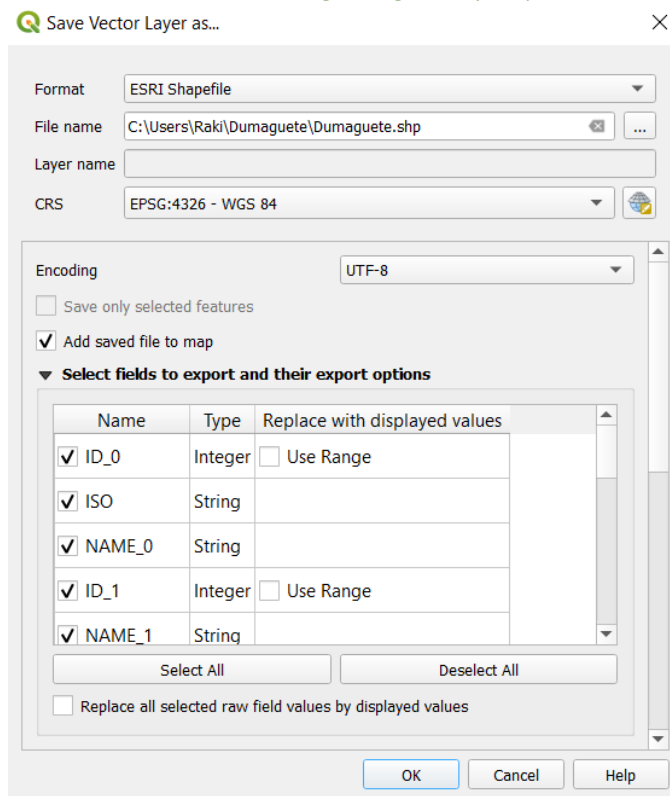 Save Vector Layer as...
Format ESRI Shapefile
File name C:\Users\Raki\Dumaguete\Dumaguete.shp ...
Layer name
CRS EPSG:4326 - WGS 84
Encoding UTF-8
Save only selected features
Add saved file to map
Select fields to export and their export options
Name Type Replace with displayed values
ID_0 Integer Use Range
ISO String
NAME_0 String
ID_1 Integer Use Range
NAME_1 String
Select All Deselect All
Replace all selected raw field values by displayed values
OK Cancel Help